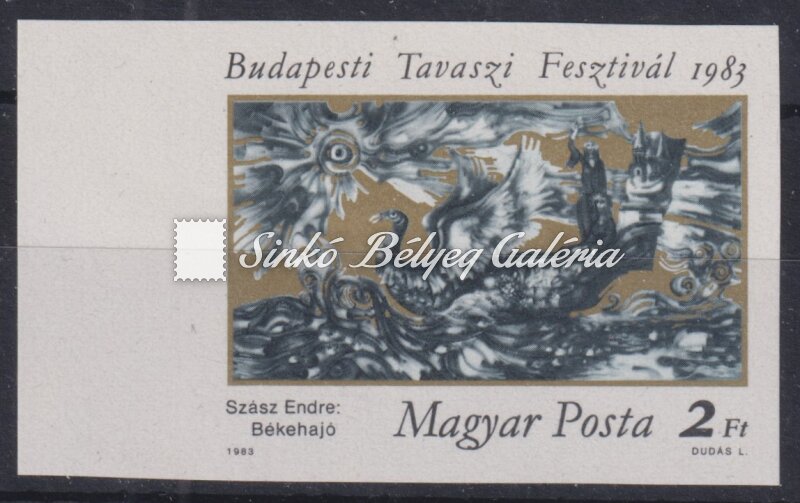 Budapesti Tavaszi Fesztivál 1983
Sinkó Bélyeg Galéria
Szász Endre:
Békehajó
Magyar Posta 2 Ft
1983
DUDÁS L.